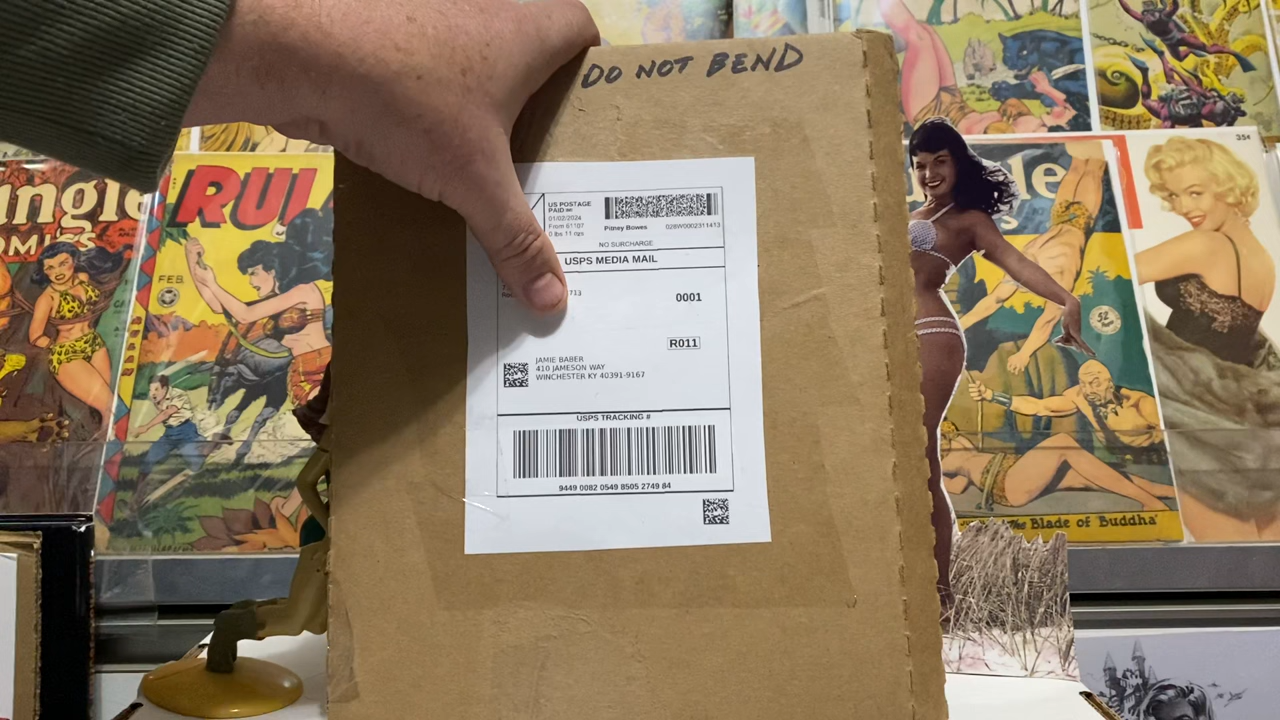 DO NOT BEND
US POSTAGE
PAID IMI
01/02/2024
From 61107
0 lbs 11 ozs
Pitney Bowes
026W0002311413
NO SURCHARGE
USPS MEDIA MAIL
713
0001
R011
JAMIE BABER
410 JAMESON WAY
WINCHESTER KY 40391-9167
USPS TRACKING #
9449 0082 0549 8505 2749 84
ungle
OMICS
RUL
FEB.
ungle
52
35¢
the Blade of Buddha